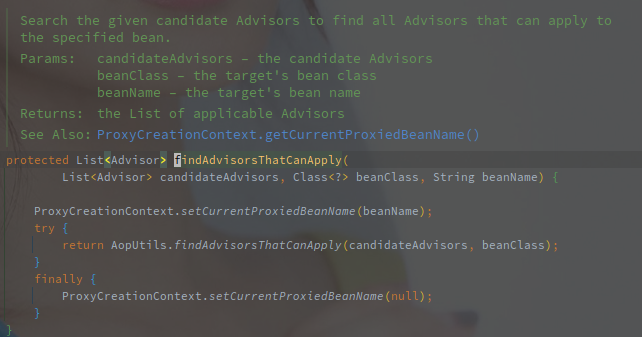 Search the given candidate Advisors to find all Advisors that can apply to
the specified bean.
Params: candidateAdvisors – the candidate Advisors
beanClass – the target's bean class
beanName – the target's bean name
Returns: the List of applicable Advisors
See Also: ProxyCreationContext.getCurrentProxiedBeanName()
protected List<Advisor> findAdvisorsThatCanApply(
List<Advisor> candidateAdvisors, Class<?> beanClass, String beanName) {
ProxyCreationContext.setCurrentProxiedBeanName(beanName);
try {
return AopUtils.findAdvisorsThatCanApply(candidateAdvisors, beanClass);
}
finally {
ProxyCreationContext.setCurrentProxiedBeanName(null);
}
}